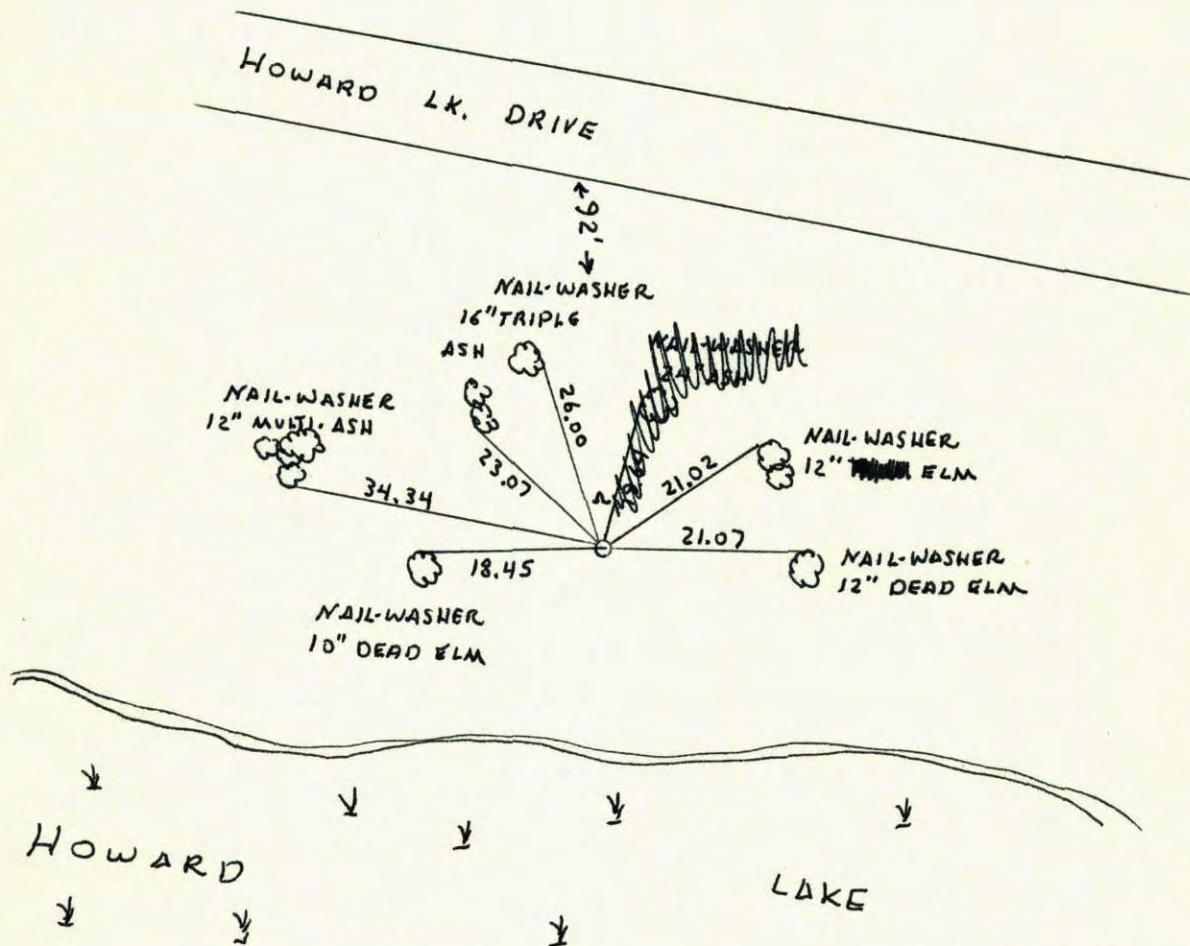 HOWARD LK. DRIVE
92'
NAIL-WASHER
16" TRIPLE
ASH
26.00
23.07
NAIL-WASHER
12" MULTI-ASH
34.34
NAIL-WASHER
12" ELM
21.02
21.07
NAIL-WASHER
12" DEAD ELM
18.45
NAIL-WASHER
10" DEAD ELM
HOWARD
LAKE